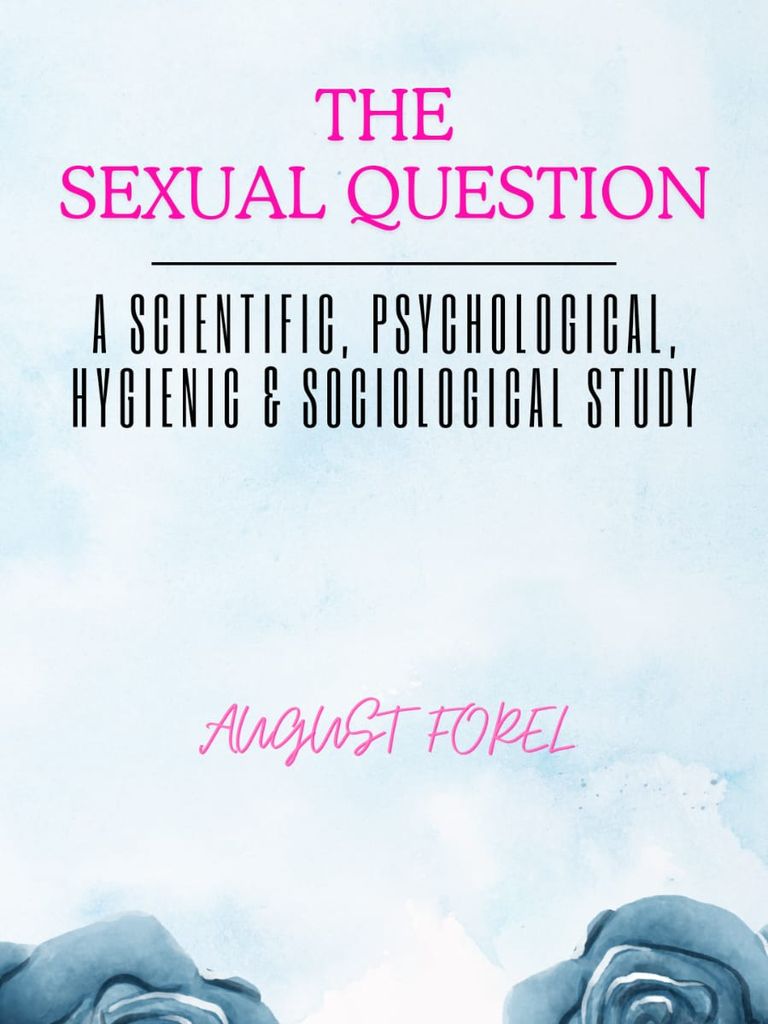 THE
SEXUAL QUESTION
A SCIENTIFIC, PSYCHOLOGICAL,
HYGIENIC & SOCIOLOGICAL STUDY
AUGUST FOREL